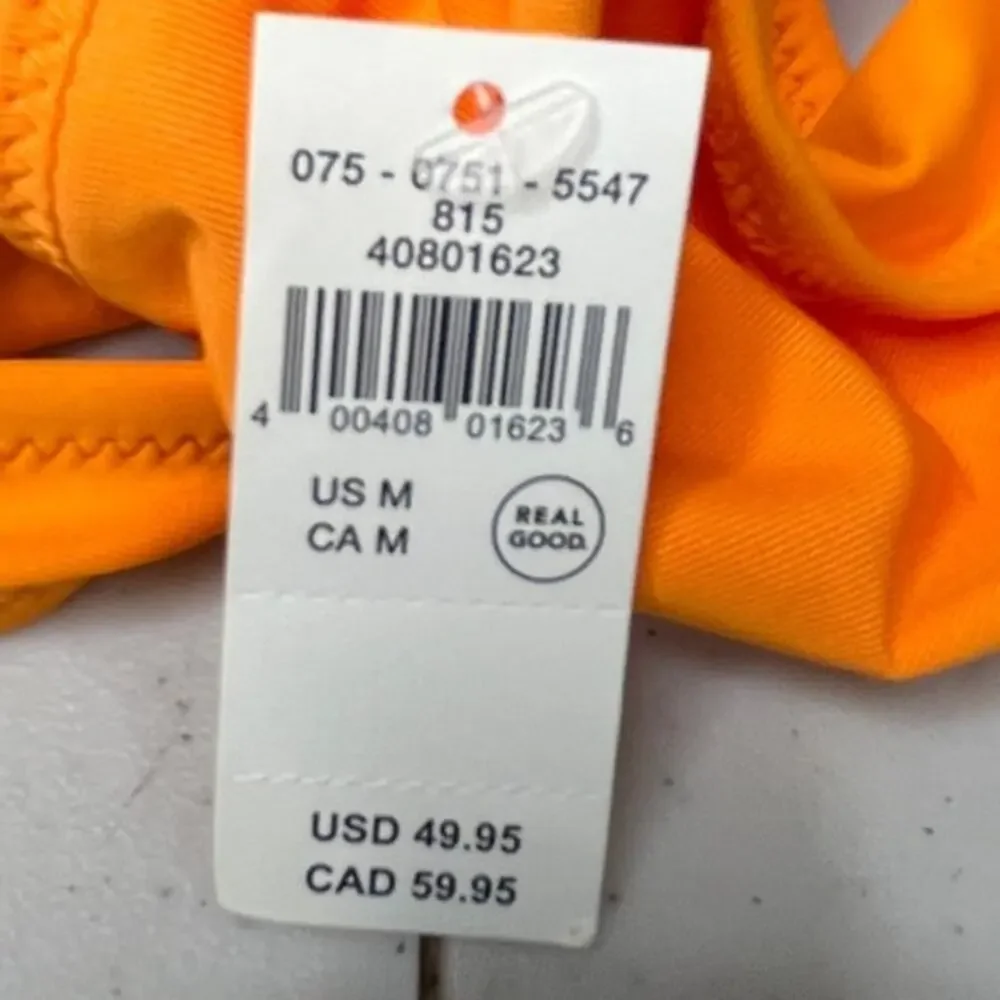 075 - 0751 - 5547
815
40801623
4 00408 01623 6
US M
CA M
REAL
GOOD.
USD 49.95
CAD 59.95